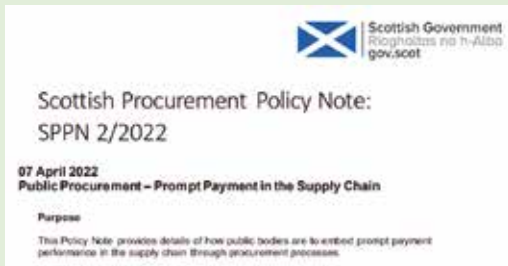 Scottish Government
Riaghaltas na h-Alba
gov.scot
Scottish Procurement Policy Note:
SPPN 2/2022
07 April 2022
Public Procurement – Prompt Payment in the Supply Chain
Purpose
This Policy Note provides details of how public bodies are to embed prompt payment
performance in the supply chain through procurement processes.